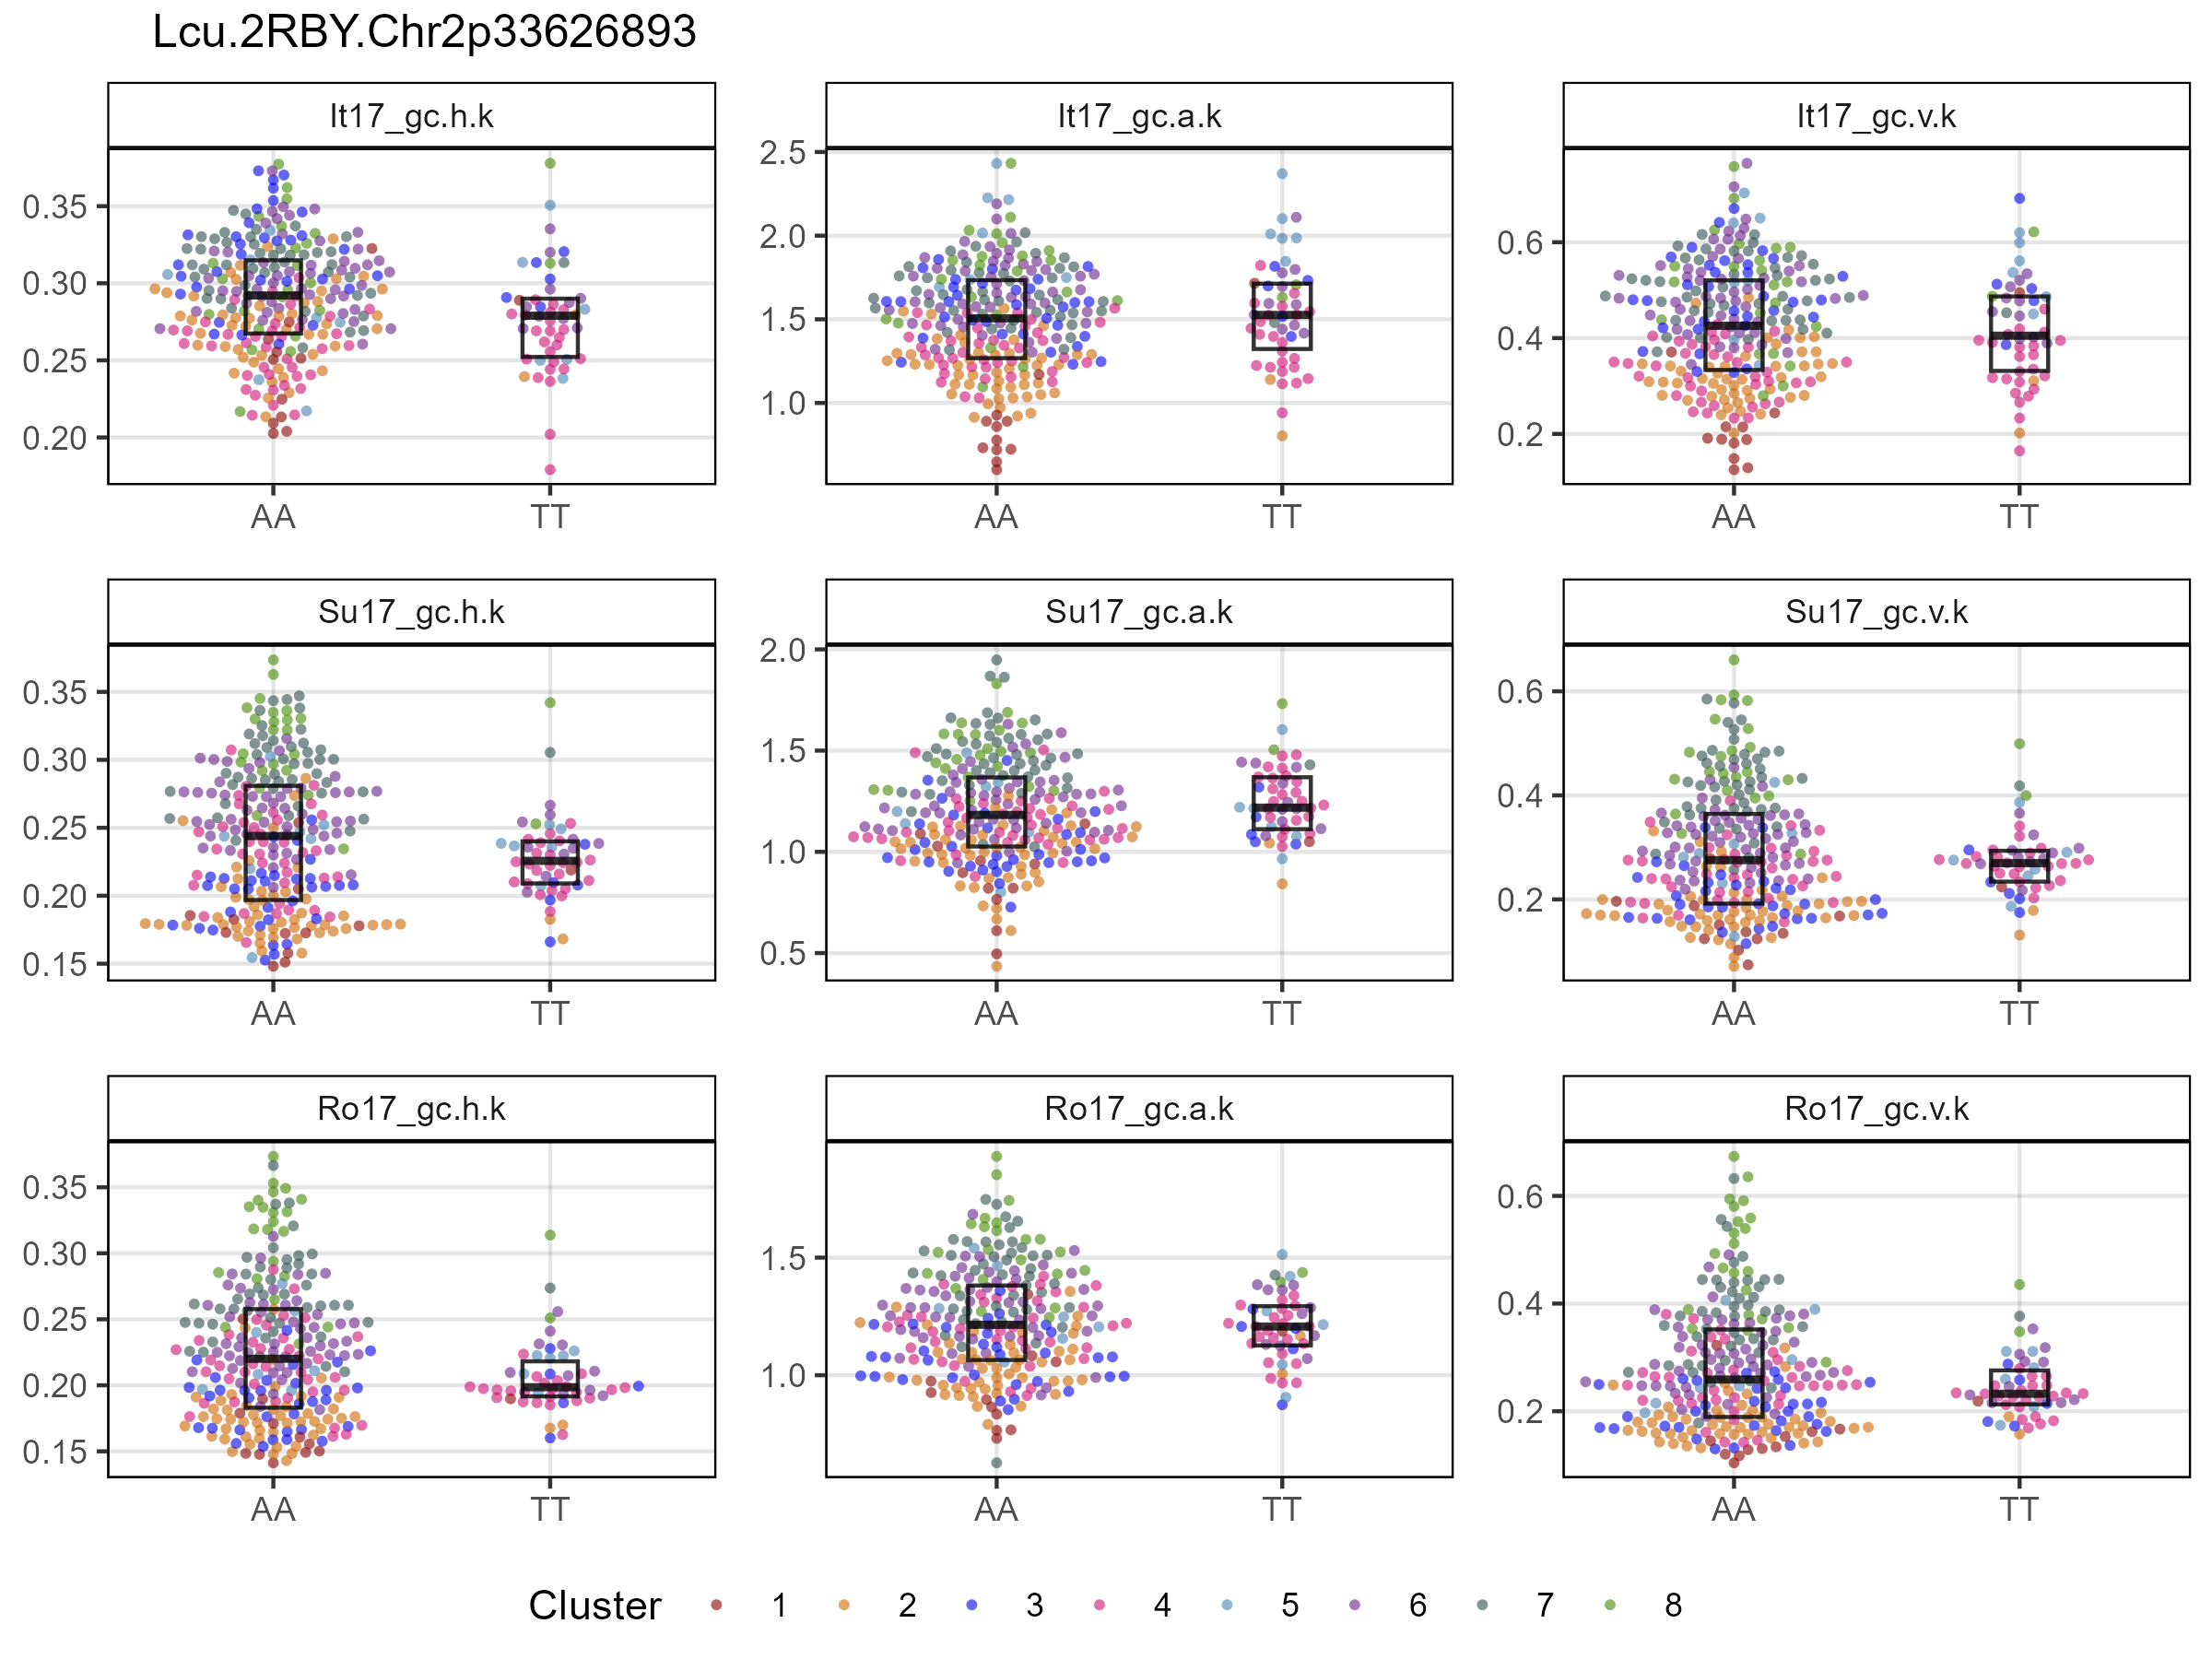 Lcu.2RBY.Chr2p33626893
It17_gc.h.k
It17_gc.a.k
It17_gc.v.k
0.35
0.30
0.25
0.20
AA
TT
2.5
2.0
1.5
1.0
AA
TT
0.6
0.4
0.2
AA
TT
Su17_gc.h.k
Su17_gc.a.k
Su17_gc.v.k
0.35
0.30
0.25
0.20
0.15
AA
TT
2.0
1.5
1.0
0.5
AA
TT
0.6
0.4
0.2
AA
TT
Ro17_gc.h.k
Ro17_gc.a.k
Ro17_gc.v.k
0.35
0.30
0.25
0.20
0.15
AA
TT
1.5
1.0
AA
TT
0.6
0.4
0.2
AA
TT
Cluster 1 2 3 4 5 6 7 8